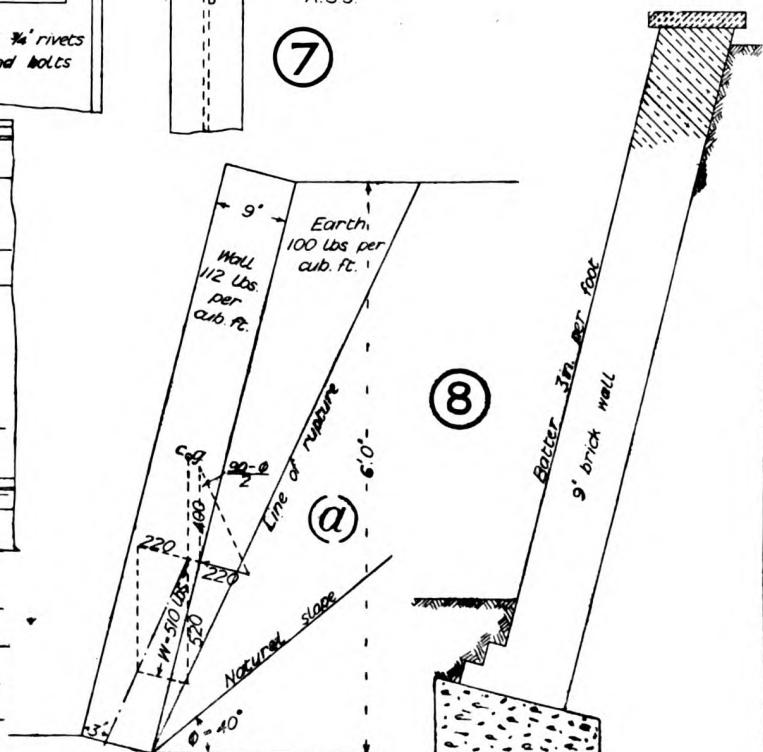 ¾" rivets
nd bolts
A.S.S.
7
9"
Earth
100 lbs per
cub. ft.
Wall
112 lbs.
per
cub. ft.
Line of rupture
6'.0"
8
Batter 3in. per foot
9" brick wall
c of g
90-ϕ
2
400
a
220
220
W=510 LBS
520
Natural slope
3"
ϕ=40°